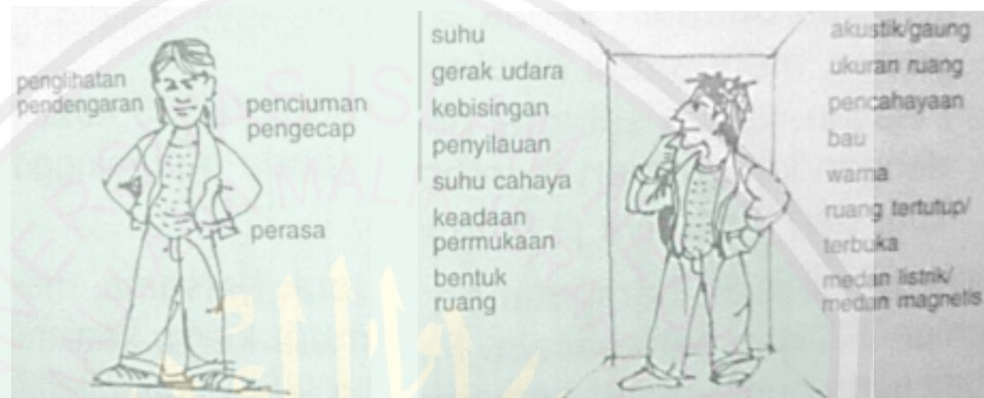 penglihatan
pendengaran
penciuman
pengecap
perasa
suhu
gerak udara
kebisingan
penyilauan
suhu cahaya
keadaan
permukaan
bentuk
ruang
akustik/gaung
ukuran ruang
pencahayaan
bau
warna
ruang tertutup/
terbuka
medan listrik/
medan magnetis